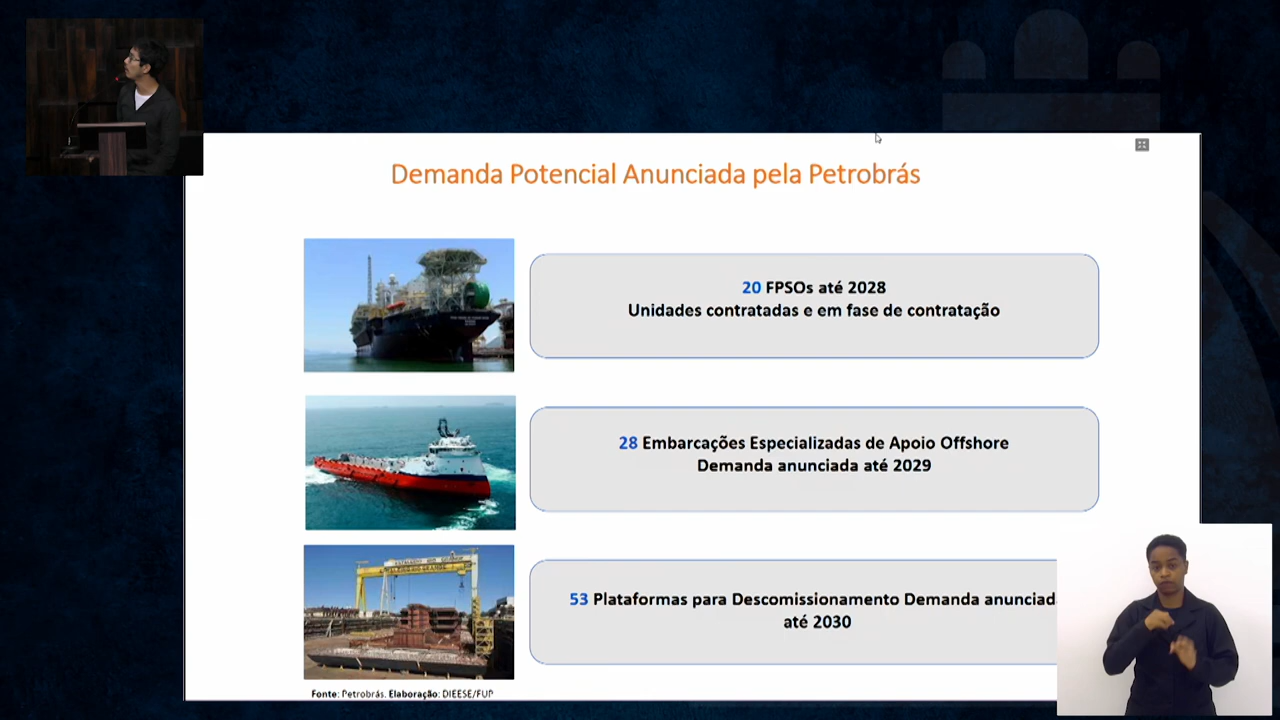 Demanda Potencial Anunciada pela Petrobrás
20 FPSOs até 2028
Unidades contratadas e em fase de contratação
28 Embarcações Especializadas de Apoio Offshore
Demanda anunciada até 2029
53 Plataformas para Descomissionamento Demanda anunciad
até 2030
Fonte: Petrobrás. Elaboração: DIEESE/FUP